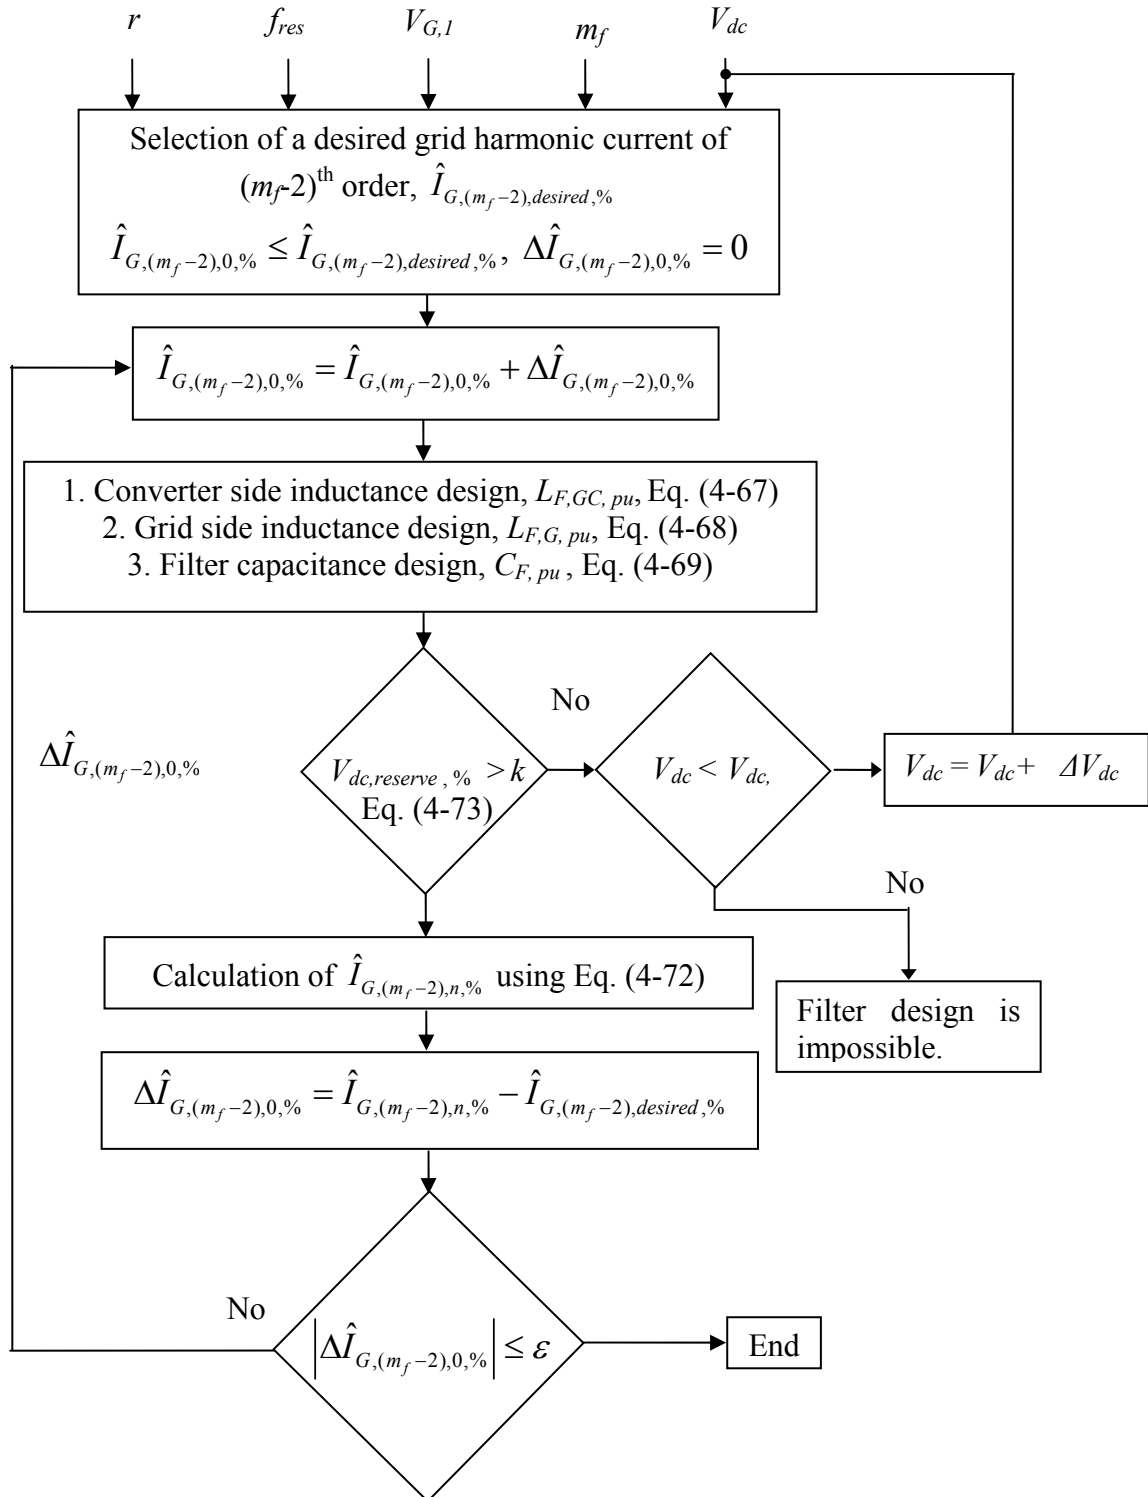 r f_res V_G,1 m_f V_dc
Selection of a desired grid harmonic current of
(m_f-2)^th order, Î_G,(m_f−2),desired,%
Î_G,(m_f−2),0,% ≤ Î_G,(m_f−2),desired,%, ΔÎ_G,(m_f−2),0,% = 0
Î_G,(m_f−2),0,% = Î_G,(m_f−2),0,% + ΔÎ_G,(m_f−2),0,%
1. Converter side inductance design, L_F,GC, pu, Eq. (4-67)
2. Grid side inductance design, L_F,G, pu, Eq. (4-68)
3. Filter capacitance design, C_F, pu , Eq. (4-69)
No
ΔÎ_G,(m_f−2),0,%
V_dc,reserve, % > k
Eq. (4-73)
V_dc < V_dc,
V_dc = V_dc + ΔV_dc
No
Calculation of Î_G,(m_f−2),n,% using Eq. (4-72)
Filter design is
impossible.
ΔÎ_G,(m_f−2),0,% = Î_G,(m_f−2),n,% − Î_G,(m_f−2),desired,%
No
|ΔÎ_G,(m_f−2),0,%| ≤ ε
End